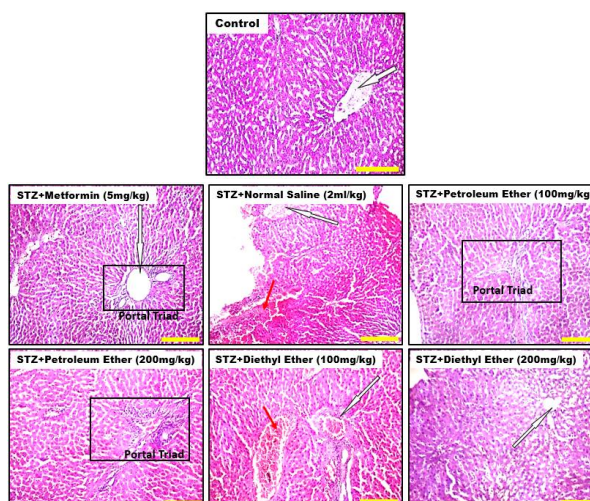 Control
STZ+Metformin (5mg/kg)
Portal Triad
STZ+Normal Saline (2ml/kg)
STZ+Petroleum Ether (100mg/kg)
Portal Triad
STZ+Petroleum Ether (200mg/kg)
Portal Triad
STZ+Diethyl Ether (100mg/kg)
STZ+Diethyl Ether (200mg/kg)